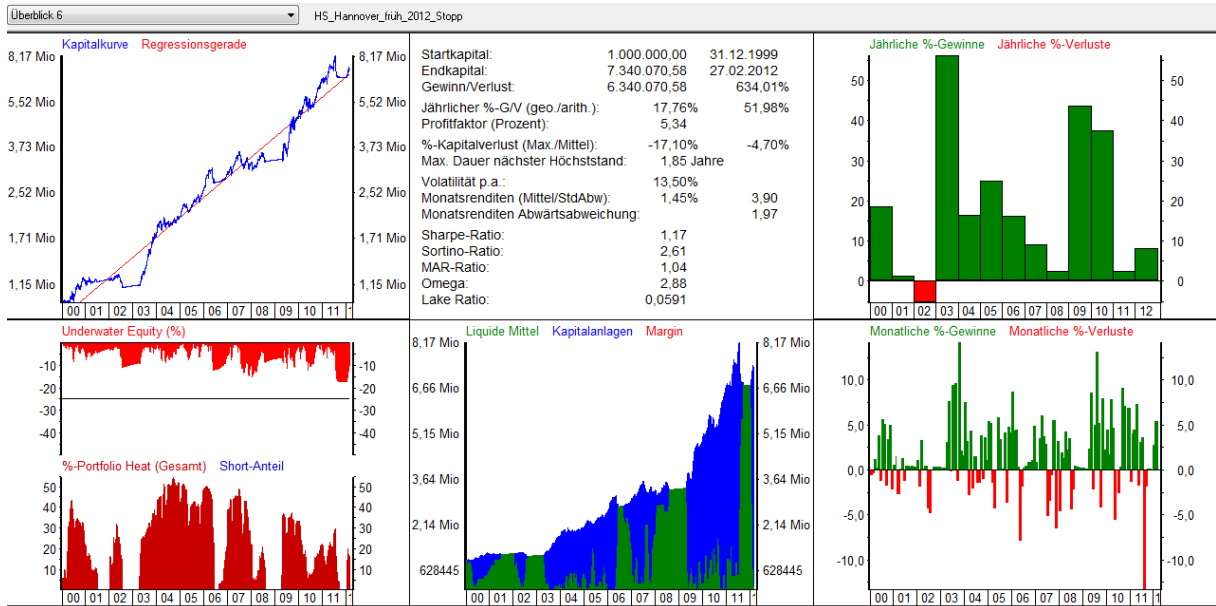 Überblick 6 HS_Hannover_früh_2012_Stopp
Kapitalkurve Regressionsgerade
8,17 Mio 8,17 Mio
5,52 Mio 5,52 Mio
3,73 Mio 3,73 Mio
2,52 Mio 2,52 Mio
1,71 Mio 1,71 Mio
1,15 Mio 1,15 Mio
00 01 02 03 04 05 06 07 08 09 10 11 1
Startkapital: 1.000.000,00 31.12.1999
Endkapital: 7.340.070,58 27.02.2012
Gewinn/Verlust: 6.340.070,58 634,01%
Jährlicher %-G/V (geo./arith.): 17,76% 51,98%
Profitfaktor (Prozent): 5,34
%-Kapitalverlust (Max./Mittel): -17,10% -4,70%
Max. Dauer nächster Höchststand: 1,85 Jahre
Volatilität p.a.: 13,50%
Monatsrenditen (Mittel/StdAbw): 1,45% 3,90
Monatsrenditen Abwärtsabweichung: 1,97
Sharpe-Ratio: 1,17
Sortino-Ratio: 2,61
MAR-Ratio: 1,04
Omega: 2,88
Lake Ratio: 0,0591
Jährliche %-Gewinne Jährliche %-Verluste
50 50
40 40
30 30
20 20
10 10
0 0
00 01 02 03 04 05 06 07 08 09 10 11 12
Underwater Equity (%)
-10 -10
-20 -20
-30 -30
-40 -40
%-Portfolio Heat (Gesamt) Short-Anteil
50 50
40 40
30 30
20 20
10 10
00 01 02 03 04 05 06 07 08 09 10 11 1
Liquide Mittel Kapitalanlagen Margin
8,17 Mio 8,17 Mio
6,66 Mio 6,66 Mio
5,15 Mio 5,15 Mio
3,64 Mio 3,64 Mio
2,14 Mio 2,14 Mio
628445 628445
00 01 02 03 04 05 06 07 08 09 10 11 1
Monatliche %-Gewinne Monatliche %-Verluste
10,0 10,0
5,0 5,0
0,0 0,0
-5,0 -5,0
-10,0 -10,0
00 01 02 03 04 05 06 07 08 09 10 11 1